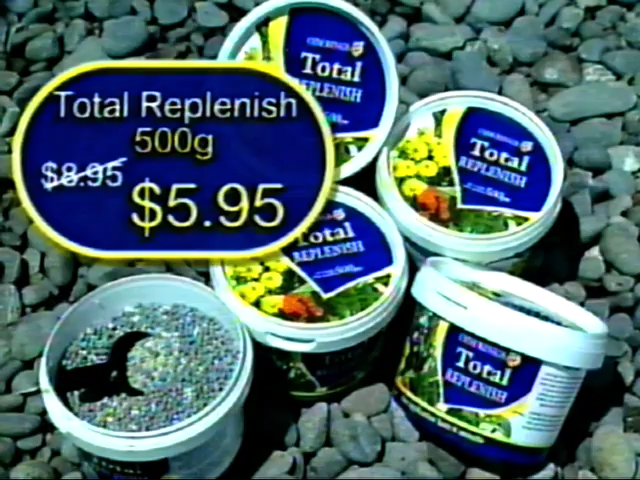 Total Replenish
500g
$8.95
$5.95
Total
REPLENISH
Total
REPLENISH
Total
REPLENISH
Total
REPLENISH